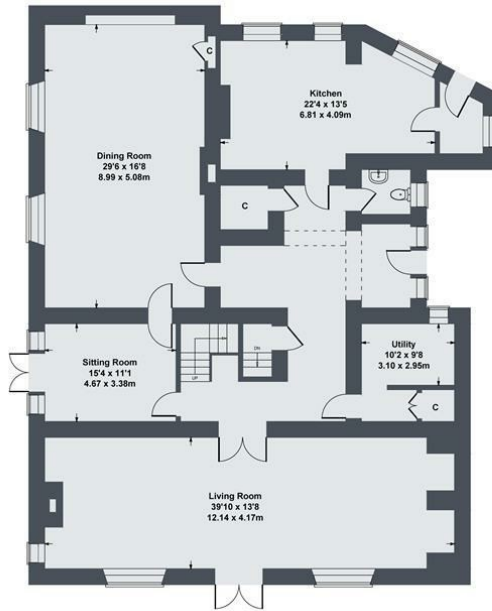 C
Kitchen
22'4 x 13'5
6.81 x 4.09m
Dining Room
29'6 x 16'8
8.99 x 5.08m
C
Sitting Room
15'4 x 11'1
4.67 x 3.38m
UP
DN
Utility
10'2 x 9'8
3.10 x 2.95m
C
Living Room
39'10 x 13'8
12.14 x 4.17m